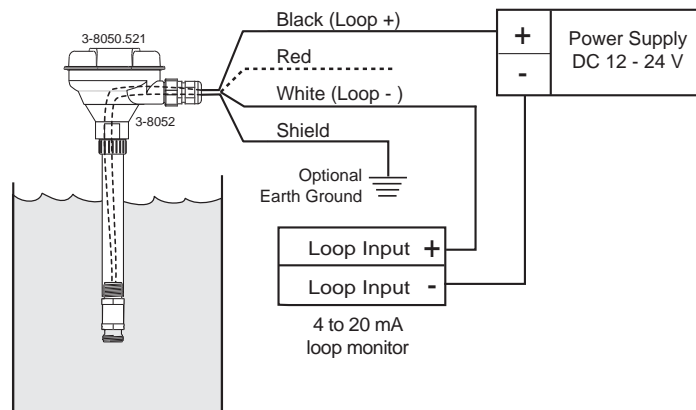 3-8050.521
3-8052
Black (Loop +)
Red
White (Loop - )
Shield
Optional
Earth Ground
+
-
Power Supply
DC 12 - 24 V
Loop Input +
Loop Input -
4 to 20 mA
loop monitor